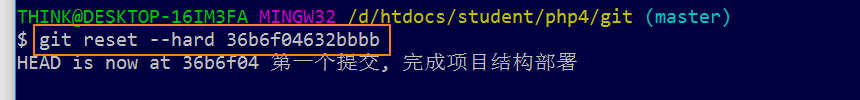 THINK@DESKTOP-16IM3FA MINGW32 /d/htdocs/student/php4/git (master)
$ git reset --hard 36b6f04632bbbb
HEAD is now at 36b6f04 第一个提交, 完成项目结构部署